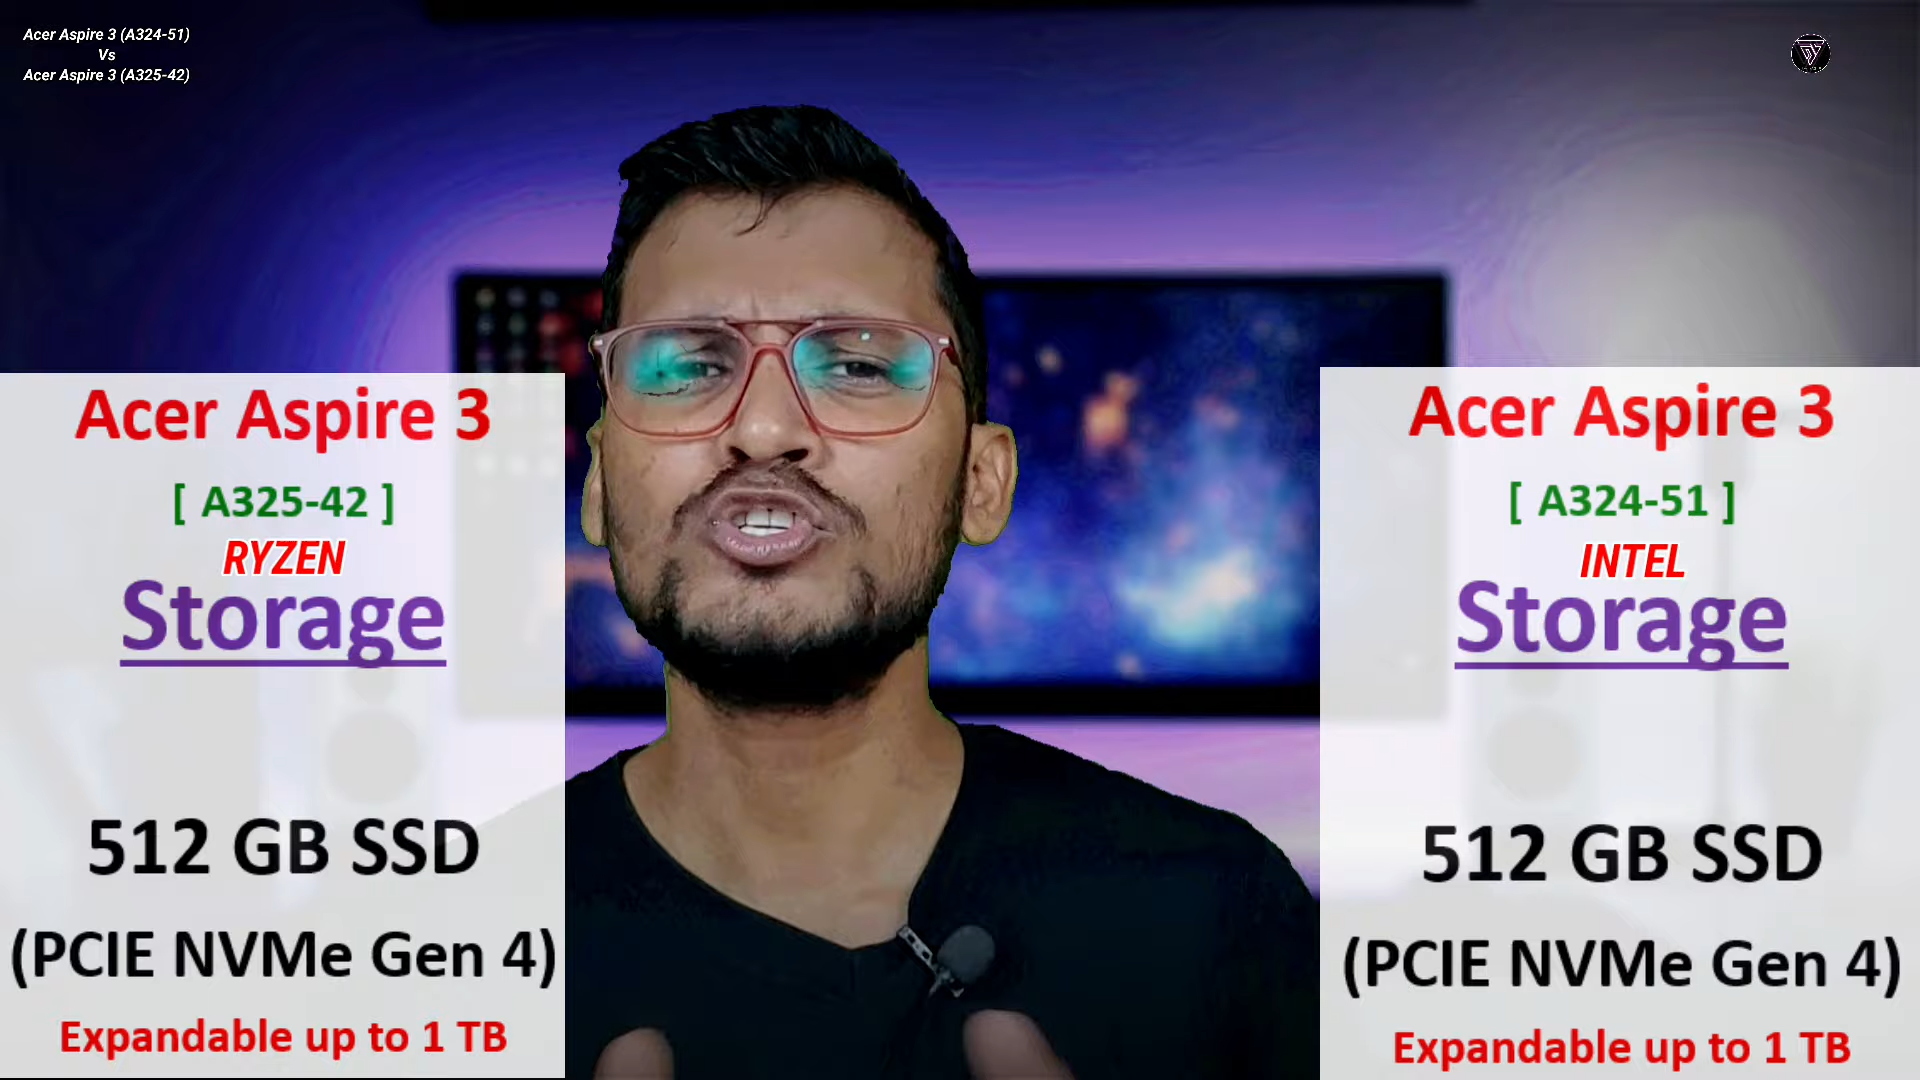 Acer Aspire 3 (A324-51)
Vs
Acer Aspire 3 (A325-42)
Acer Aspire 3
[ A325-42 ]
RYZEN
Storage
512 GB SSD
(PCIE NVMe Gen 4)
Expandable up to 1 TB
Acer Aspire 3
[ A324-51 ]
INTEL
Storage
512 GB SSD
(PCIE NVMe Gen 4)
Expandable up to 1 TB